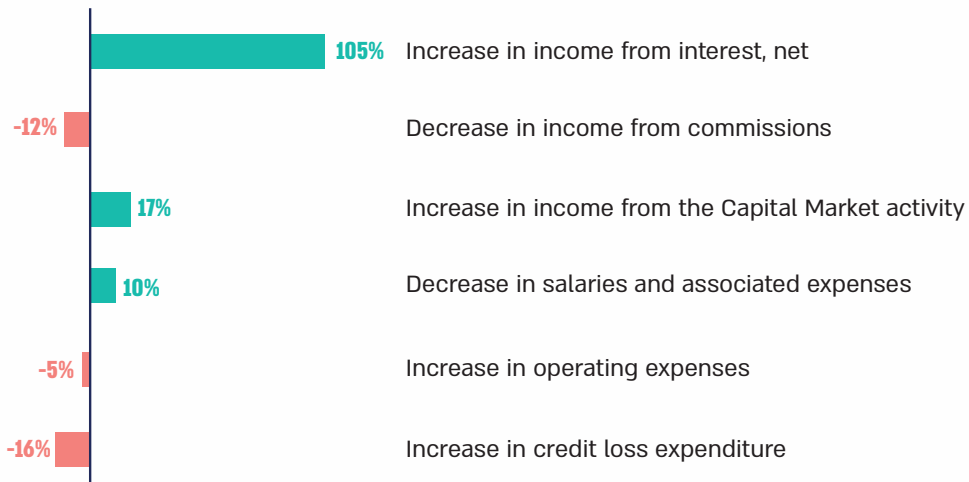 105% Increase in income from interest, net
-12% Decrease in income from commissions
17% Increase in income from the Capital Market activity
10% Decrease in salaries and associated expenses
-5% Increase in operating expenses
-16% Increase in credit loss expenditure